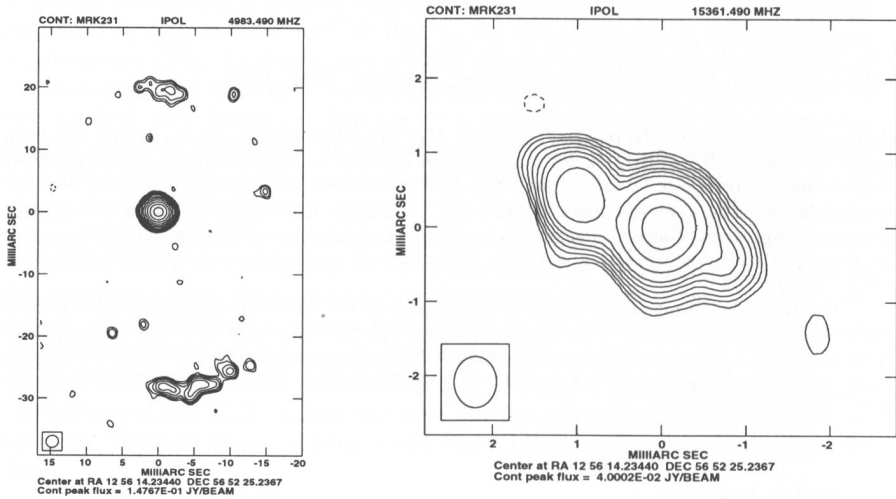 CONT: MRK231 IPOL 4983.490 MHZ
20
10
0
-10
-20
-30
MilliARC SEC
15 10 5 0 -5 -10 -15 -20
MilliARC SEC
Center at RA 12 56 14.23440 DEC 56 52 25.2367
Cont peak flux = 1.4767E-01 JY/BEAM
CONT: MRK231 IPOL 15361.490 MHZ
2
1
0
-1
-2
MilliARC SEC
2 1 0 -1 -2
MilliARC SEC
Center at RA 12 56 14.23440 DEC 56 52 25.2367
Cont peak flux = 4.0002E-02 JY/BEAM